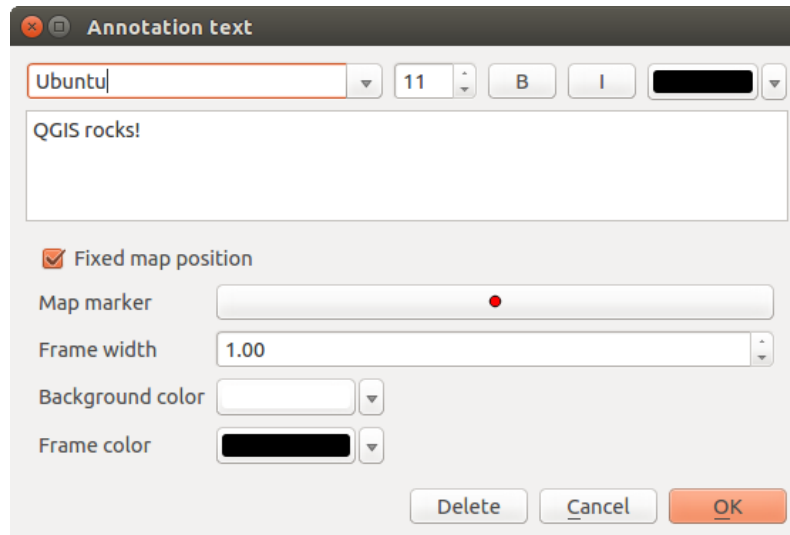 Annotation text
Ubuntu 11 B I
QGIS rocks!
Fixed map position
Map marker
Frame width 1.00
Background color
Frame color
Delete Cancel OK